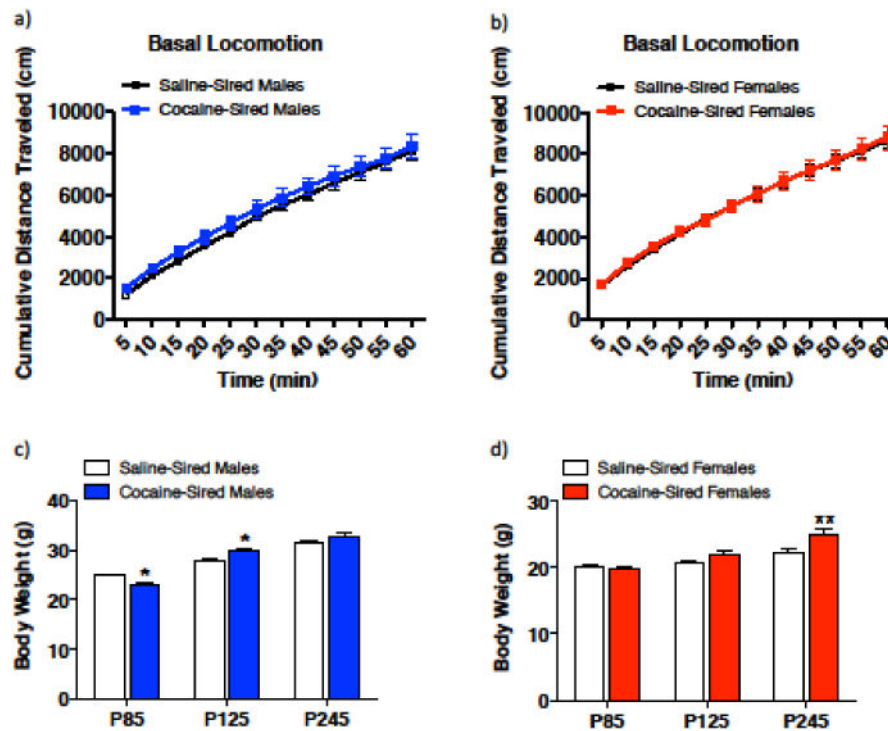 a)
Basal Locomotion
Saline-Sired Males
Cocaine-Sired Males
Cumulative Distance Traveled (cm)
10000
8000
6000
4000
2000
0
5 10 15 20 25 30 35 40 45 50 55 60
Time (min)
b)
Basal Locomotion
Saline-Sired Females
Cocaine-Sired Females
Cumulative Distance Traveled (cm)
10000
8000
6000
4000
2000
0
5 10 15 20 25 30 35 40 45 50 55 60
Time (min)
c)
Saline-Sired Males
Cocaine-Sired Males
Body Weight (g)
40
30
20
10
0
* *
P85 P125 P245
d)
Saline-Sired Females
Cocaine-Sired Females
Body Weight (g)
30
20
10
0
**
P85 P125 P245